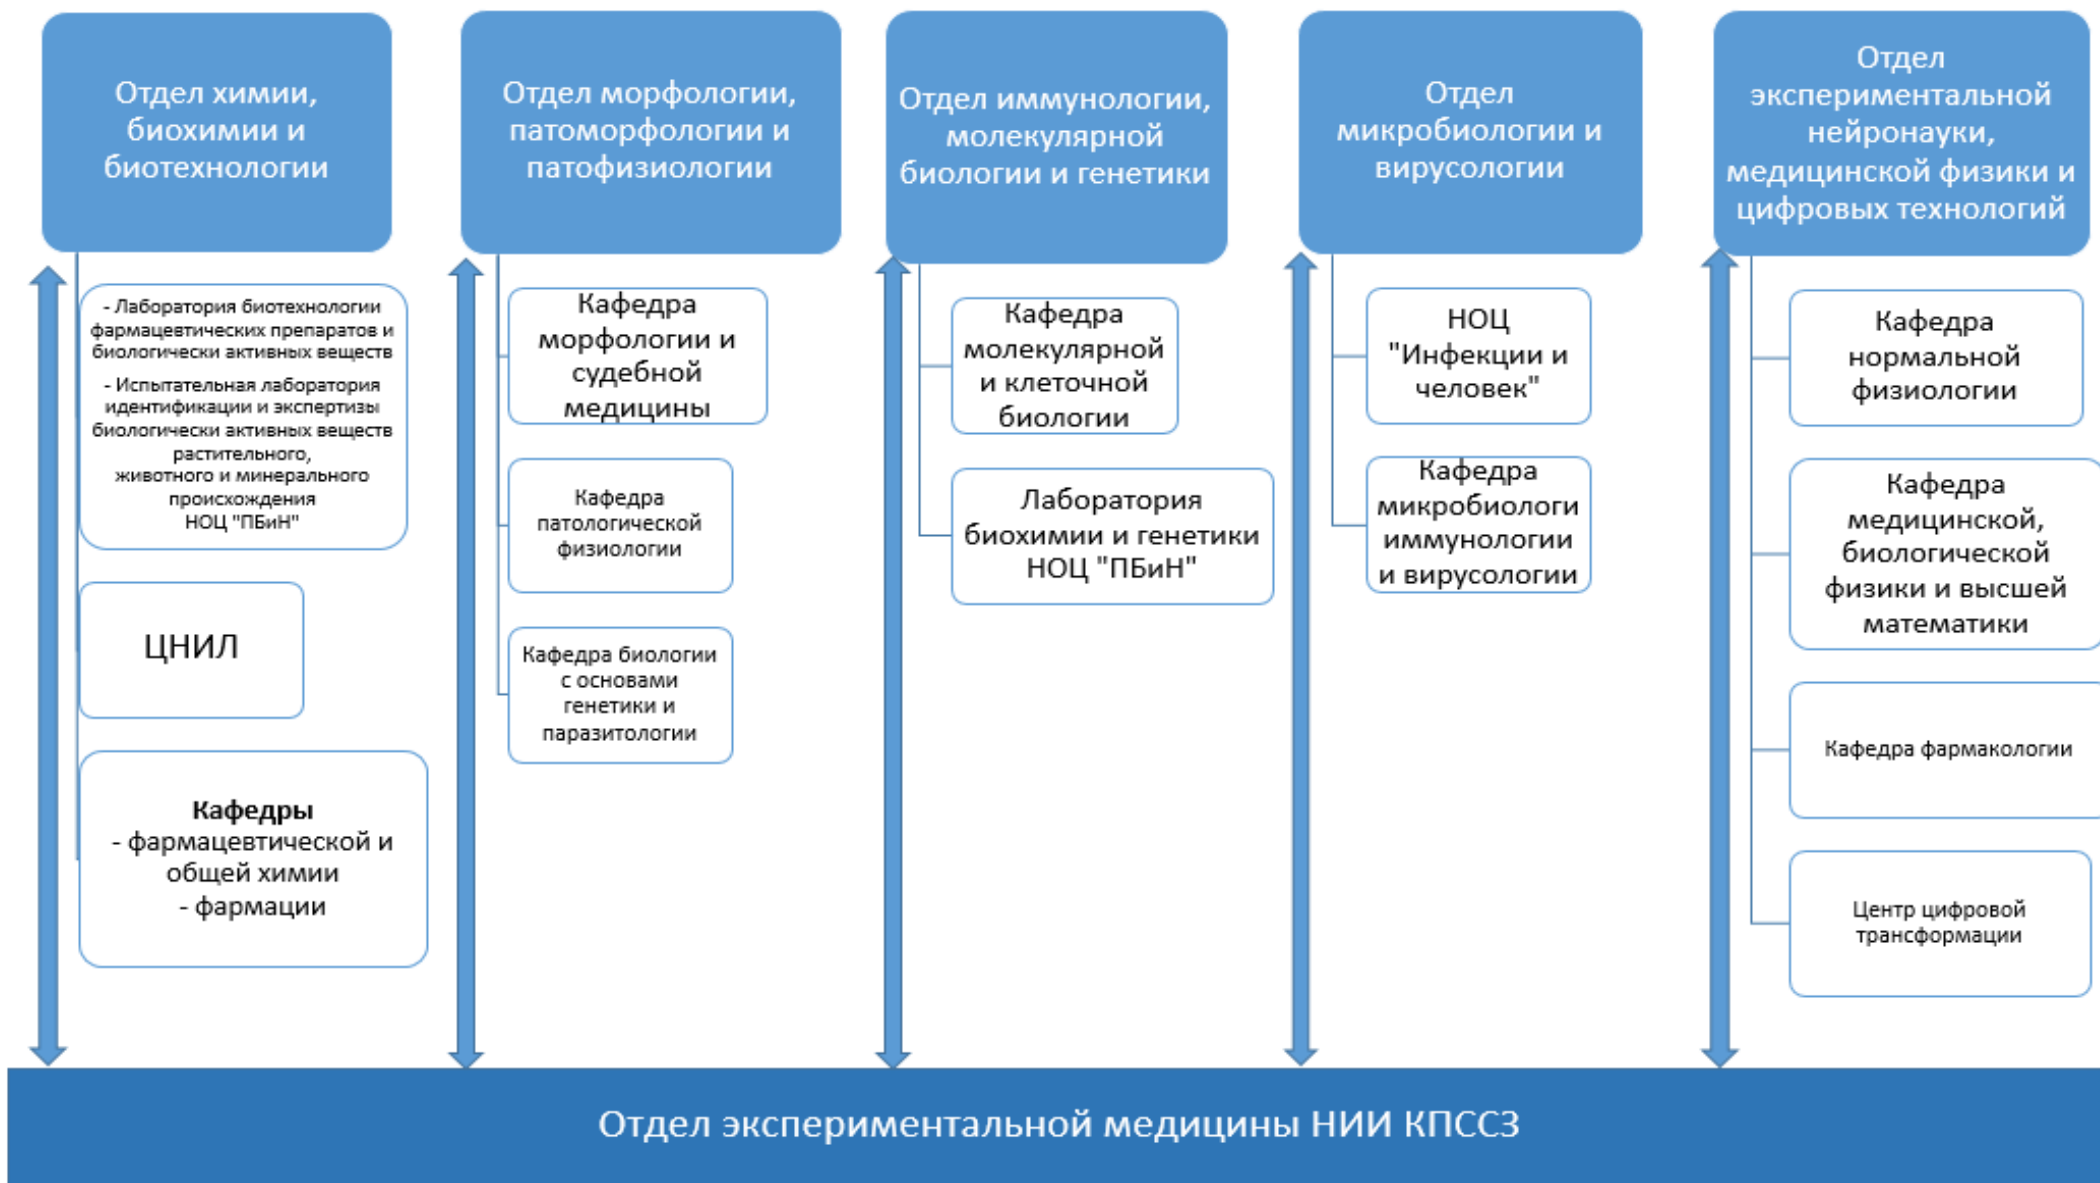 Отдел химии,
биохимии и
биотехнологии
- Лаборатория биотехнологии
фармацевтических препаратов и
биологически активных веществ
- Испытательная лаборатория
идентификации и экспертизы
биологически активных веществ
растительного,
животного и минерального
происхождения
НОЦ "ПБиН"
ЦНИЛ
Кафедры
- фармацевтической и
общей химии
- фармации
Отдел морфологии,
патоморфологии и
патофизиологии
Кафедра
морфологии и
судебной
медицины
Кафедра
патологической
физиологии
Кафедра биологии
с основами
генетики и
паразитологии
Отдел иммунологии,
молекулярной
биологии и генетики
Кафедра
молекулярной
и клеточной
биологии
Лаборатория
биохимии и генетики
НОЦ "ПБиН"
Отдел
микробиологии и
вирусологии
НОЦ
"Инфекции и
человек"
Кафедра
микробиологи
иммунологии
и вирусологии
Отдел
экспериментальной
нейронауки,
медицинской физики и
цифровых технологий
Кафедра
нормальной
физиологии
Кафедра
медицинской,
биологической
физики и высшей
математики
Кафедра фармакологии
Центр цифровой
трансформации
Отдел экспериментальной медицины НИИ КПССЗ